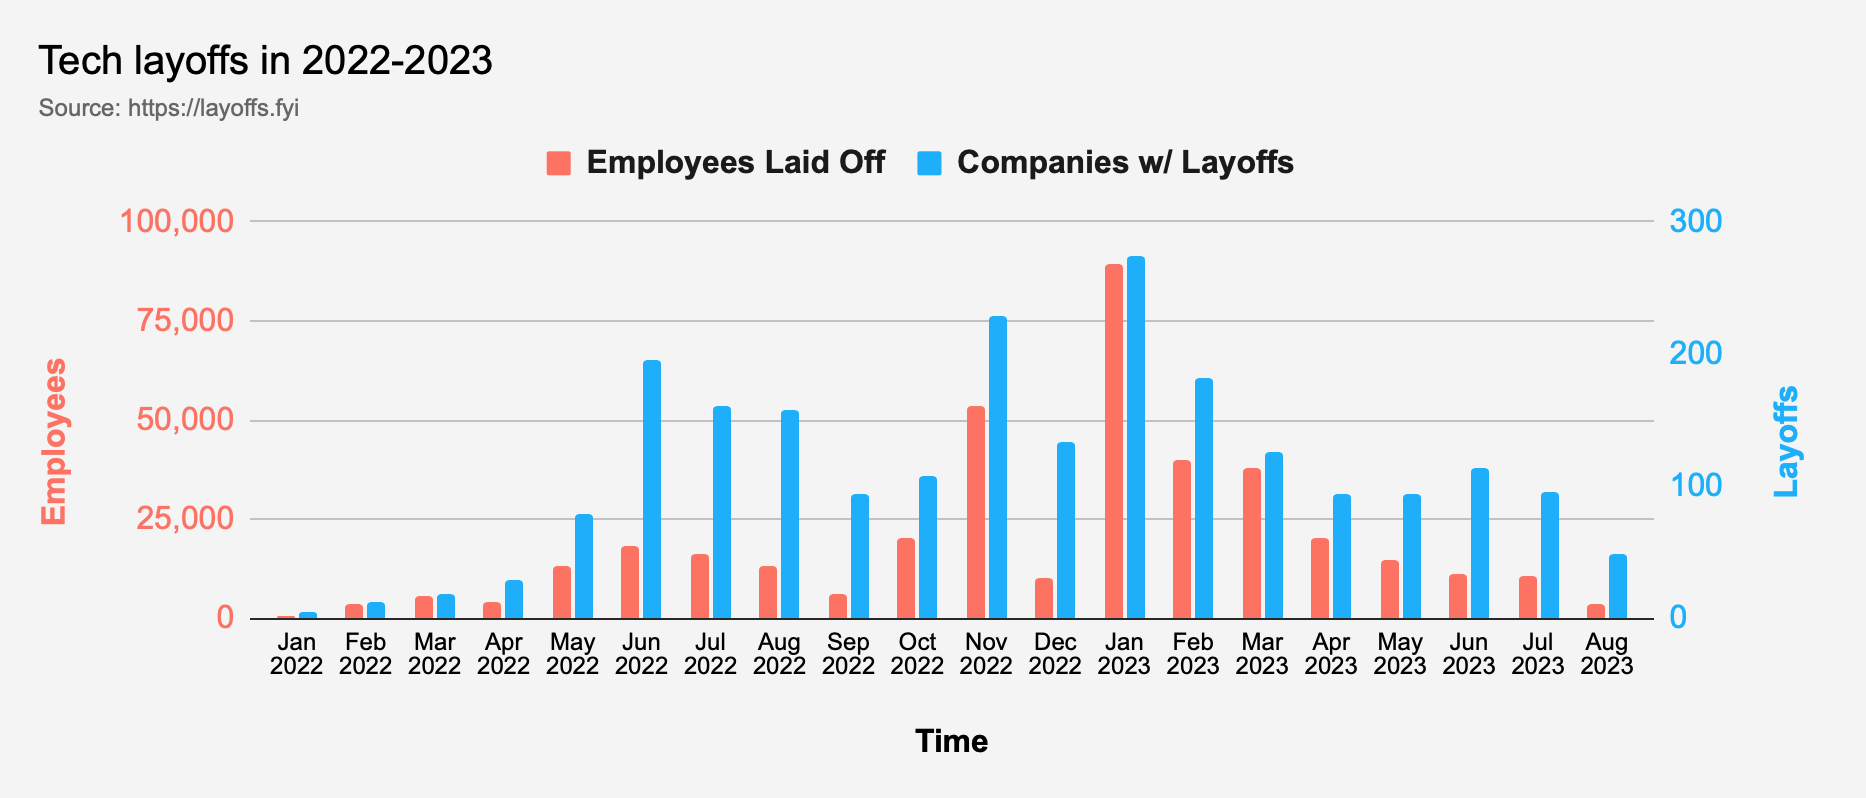 Tech layoffs in 2022-2023
Source: https://layoffs.fyi
Employees Laid Off
Companies w/ Layoffs
100,000
75,000
50,000
25,000
0
Employees
300
200
100
0
Layoffs
Jan 2022
Feb 2022
Mar 2022
Apr 2022
May 2022
Jun 2022
Jul 2022
Aug 2022
Sep 2022
Oct 2022
Nov 2022
Dec 2022
Jan 2023
Feb 2023
Mar 2023
Apr 2023
May 2023
Jun 2023
Jul 2023
Aug 2023
Time